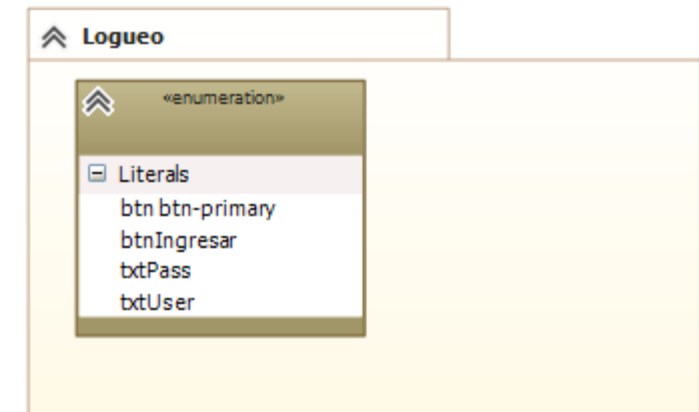 Logueo
«enumeration»
Literals
btn btn-primary
btnIngresar
txtPass
txtUser